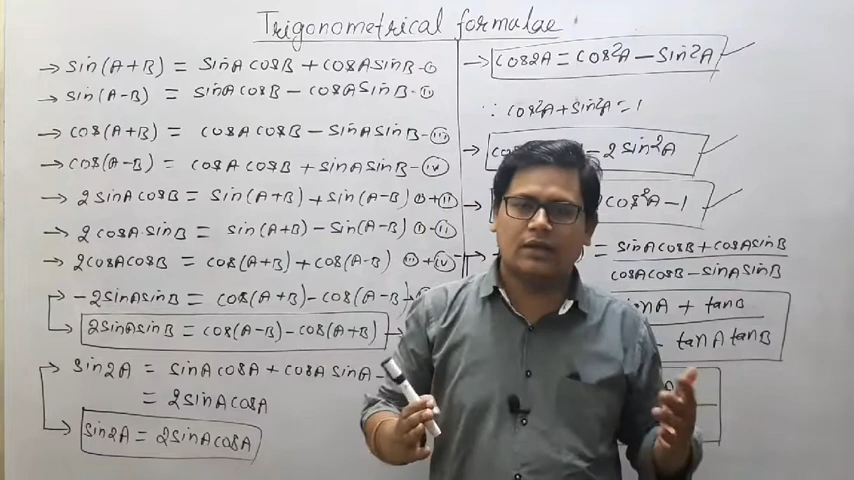 Trigonometrical formulae
→ sin(A+B) = sinA cosB + cosA sinB - ⓘ
→ sin(A-B) = sinA cosB - cosA sinB - ⓘⓘ
→ cos(A+B) = cosA cosB - sinA sinB - ⓘⓘⓘ
→ cos(A-B) = cosA cosB + sinA sinB - ⓘⓥ
→ 2 sinA cosB = sin(A+B) + sin(A-B) ⓘ + ⓘⓘ
→ 2 cosA·sinB = sin(A+B) - sin(A-B) ⓘ - ⓘⓘ
→ 2cosA cosB = cos(A+B) + cos(A-B) ⓘⓘⓘ + ⓘⓥ
-2sinA sinB = cos(A+B) - cos(A-B)
2sinA sinB = cos(A-B) - cos(A+B)
sin2A = sinA cosA + cosA sinA
= 2sinA cosA
sin2A = 2sinA cosA
→ cos2A = cos²A - sin²A
∵ cos²A + sin²A = 1
→ - 2 sin²A
→ cos²A - 1
→ = sinA cosB + cosA sinB
cosA cosB - sinA sinB
+ tanB
- tanA tanB